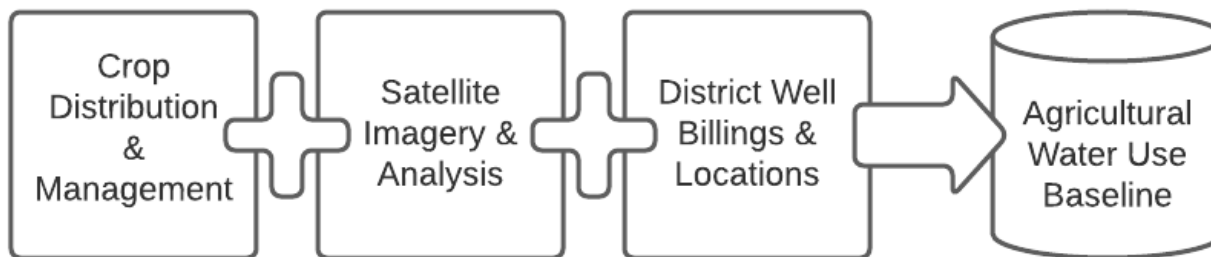 Crop
Distribution
&
Management
Satellite
Imagery &
Analysis
District Well
Billings &
Locations
Agricultural
Water Use
Baseline